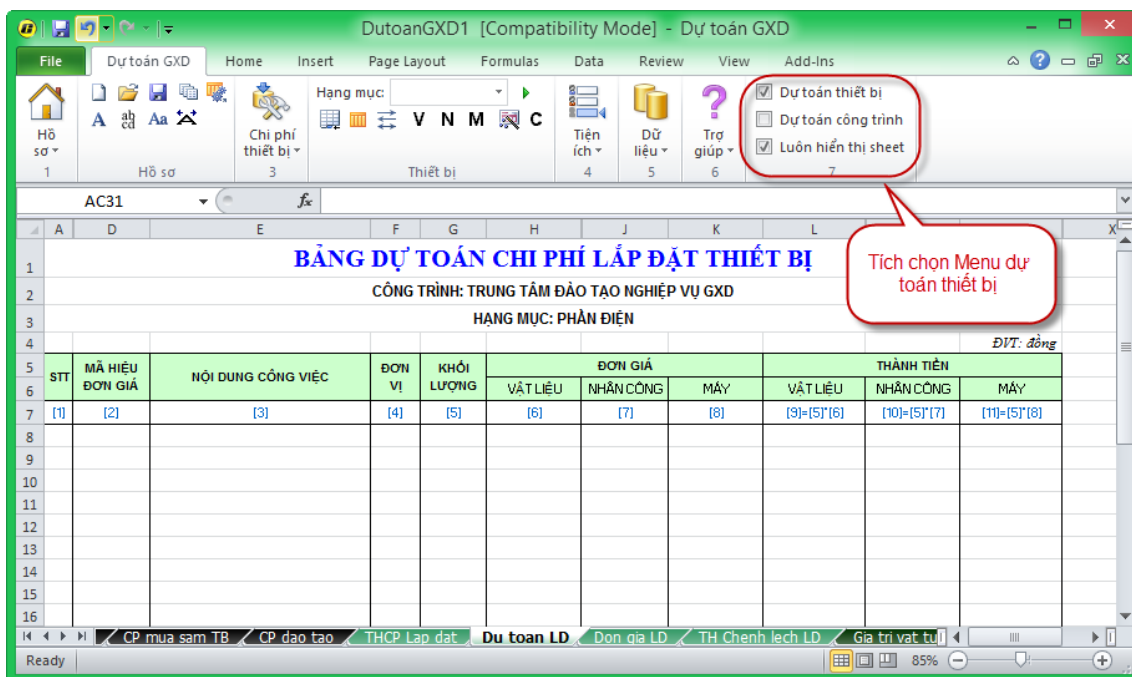 DutoanGXD1 [Compatibility Mode] - Dự toán GXD
File Dự toán GXD Home Insert Page Layout Formulas Data Review View Add-Ins
Hồ sơ
1
A ab cd Aa
Hồ sơ
Chi phí thiết bị
3
Hạng mục:
V N M C
Thiết bị
Tiện ích
4
Dữ liệu
5
Trợ giúp
6
Dự toán thiết bị
Dự toán công trình
Luôn hiển thị sheet
7
AC31 fx
A D E F G H J K L X
Tích chọn Menu dự
toán thiết bị
1 BẢNG DỰ TOÁN CHI PHÍ LẮP ĐẶT THIẾT BỊ
2 CÔNG TRÌNH: TRUNG TÂM ĐÀO TẠO NGHIỆP VỤ GXD
3 HẠNG MỤC: PHẦN ĐIỆN
4 ĐVT: đồng
5 STT MÃ HIỆU ĐƠN GIÁ NỘI DUNG CÔNG VIỆC ĐƠN VỊ KHỐI LƯỢNG ĐƠN GIÁ THÀNH TIỀN
6 VẬT LIỆU NHÂN CÔNG MÁY VẬT LIỆU NHÂN CÔNG MÁY
7 [1] [2] [3] [4] [5] [6] [7] [8] [9]=[5]*[6] [10]=[5]*[7] [11]=[5]*[8]
8
9
10
11
12
13
14
15
16
CP mua sam TB CP dao tao THCP Lap dat Du toan LD Don gia LD TH Chenh lech LD Gia tri vat tu
Ready 85%